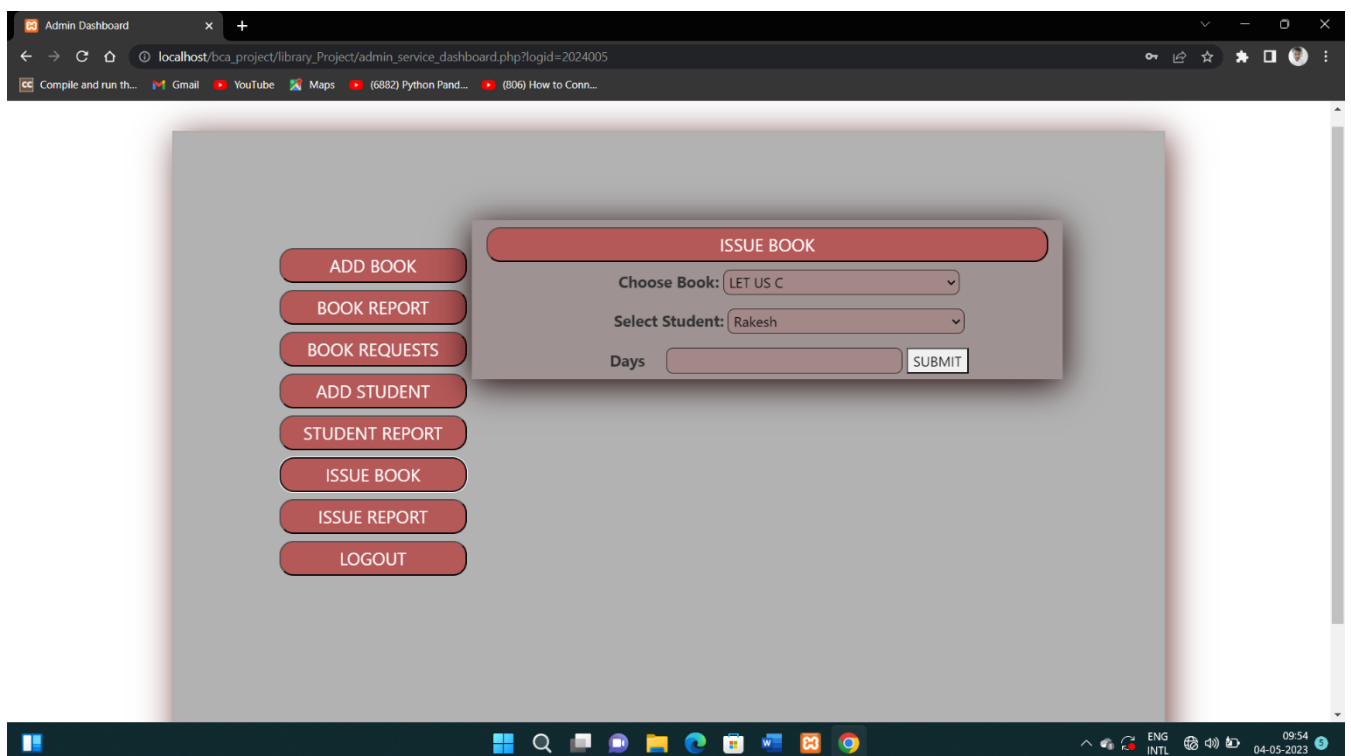 Admin Dashboard
localhost/bca_project/library_Project/admin_service_dashboard.php?logid=2024005
CC Compile and run th... Gmail YouTube Maps (6882) Python Pand... (806) How to Conn...
ISSUE BOOK
Choose Book: LET US C
Select Student: Rakesh
Days SUBMIT
ADD BOOK
BOOK REPORT
BOOK REQUESTS
ADD STUDENT
STUDENT REPORT
ISSUE BOOK
ISSUE REPORT
LOGOUT
ENG
INTL
09:54
04-05-2023
5